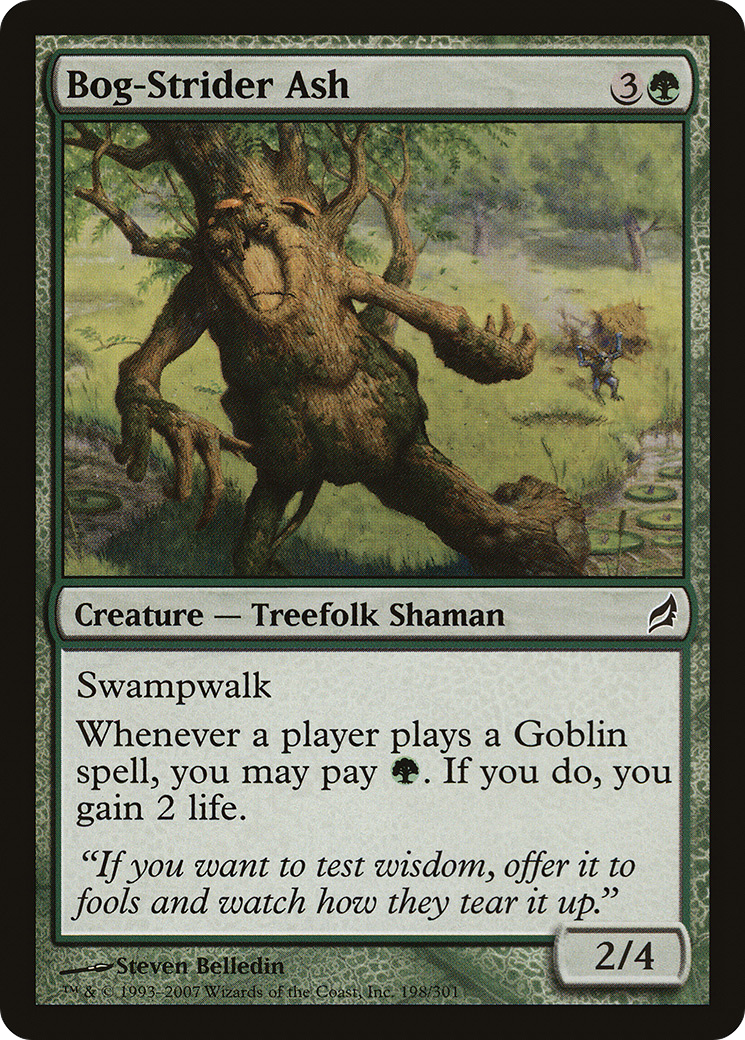 Bog-Strider Ash 3
Creature — Treefolk Shaman
Swampwalk
Whenever a player plays a Goblin
spell, you may pay . If you do, you
gain 2 life.
“If you want to test wisdom, offer it to
fools and watch how they tear it up.”
2/4
Steven Belledin
™ & © 1993–2007 Wizards of the Coast, Inc. 198/301